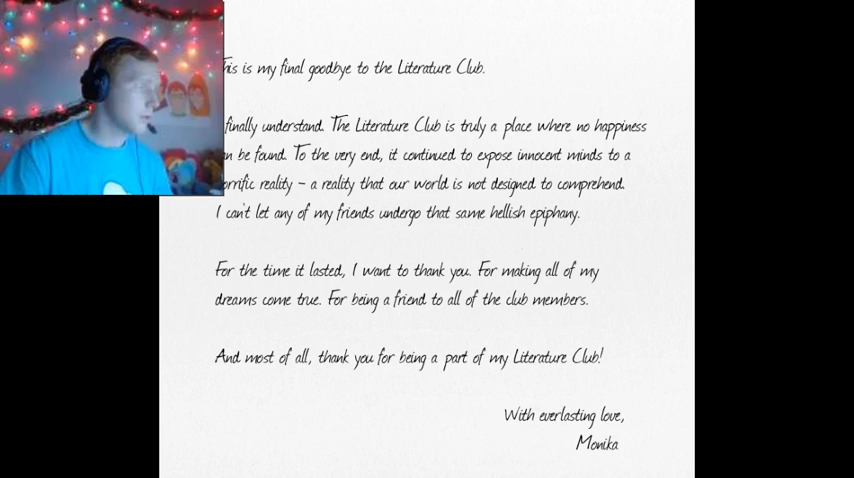 his is my final goodbye to the Literature Club.
finally understand. The Literature Club is truly a place where no happiness
n be found. To the very end, it continued to expose innocent minds to a
orrific reality – a reality that our world is not designed to comprehend.
I can't let any of my friends undergo that same hellish epiphany.
For the time it lasted, I want to thank you. For making all of my
dreams come true. For being a friend to all of the club members.
And most of all, thank you for being a part of my Literature Club!
With everlasting love,
Monika